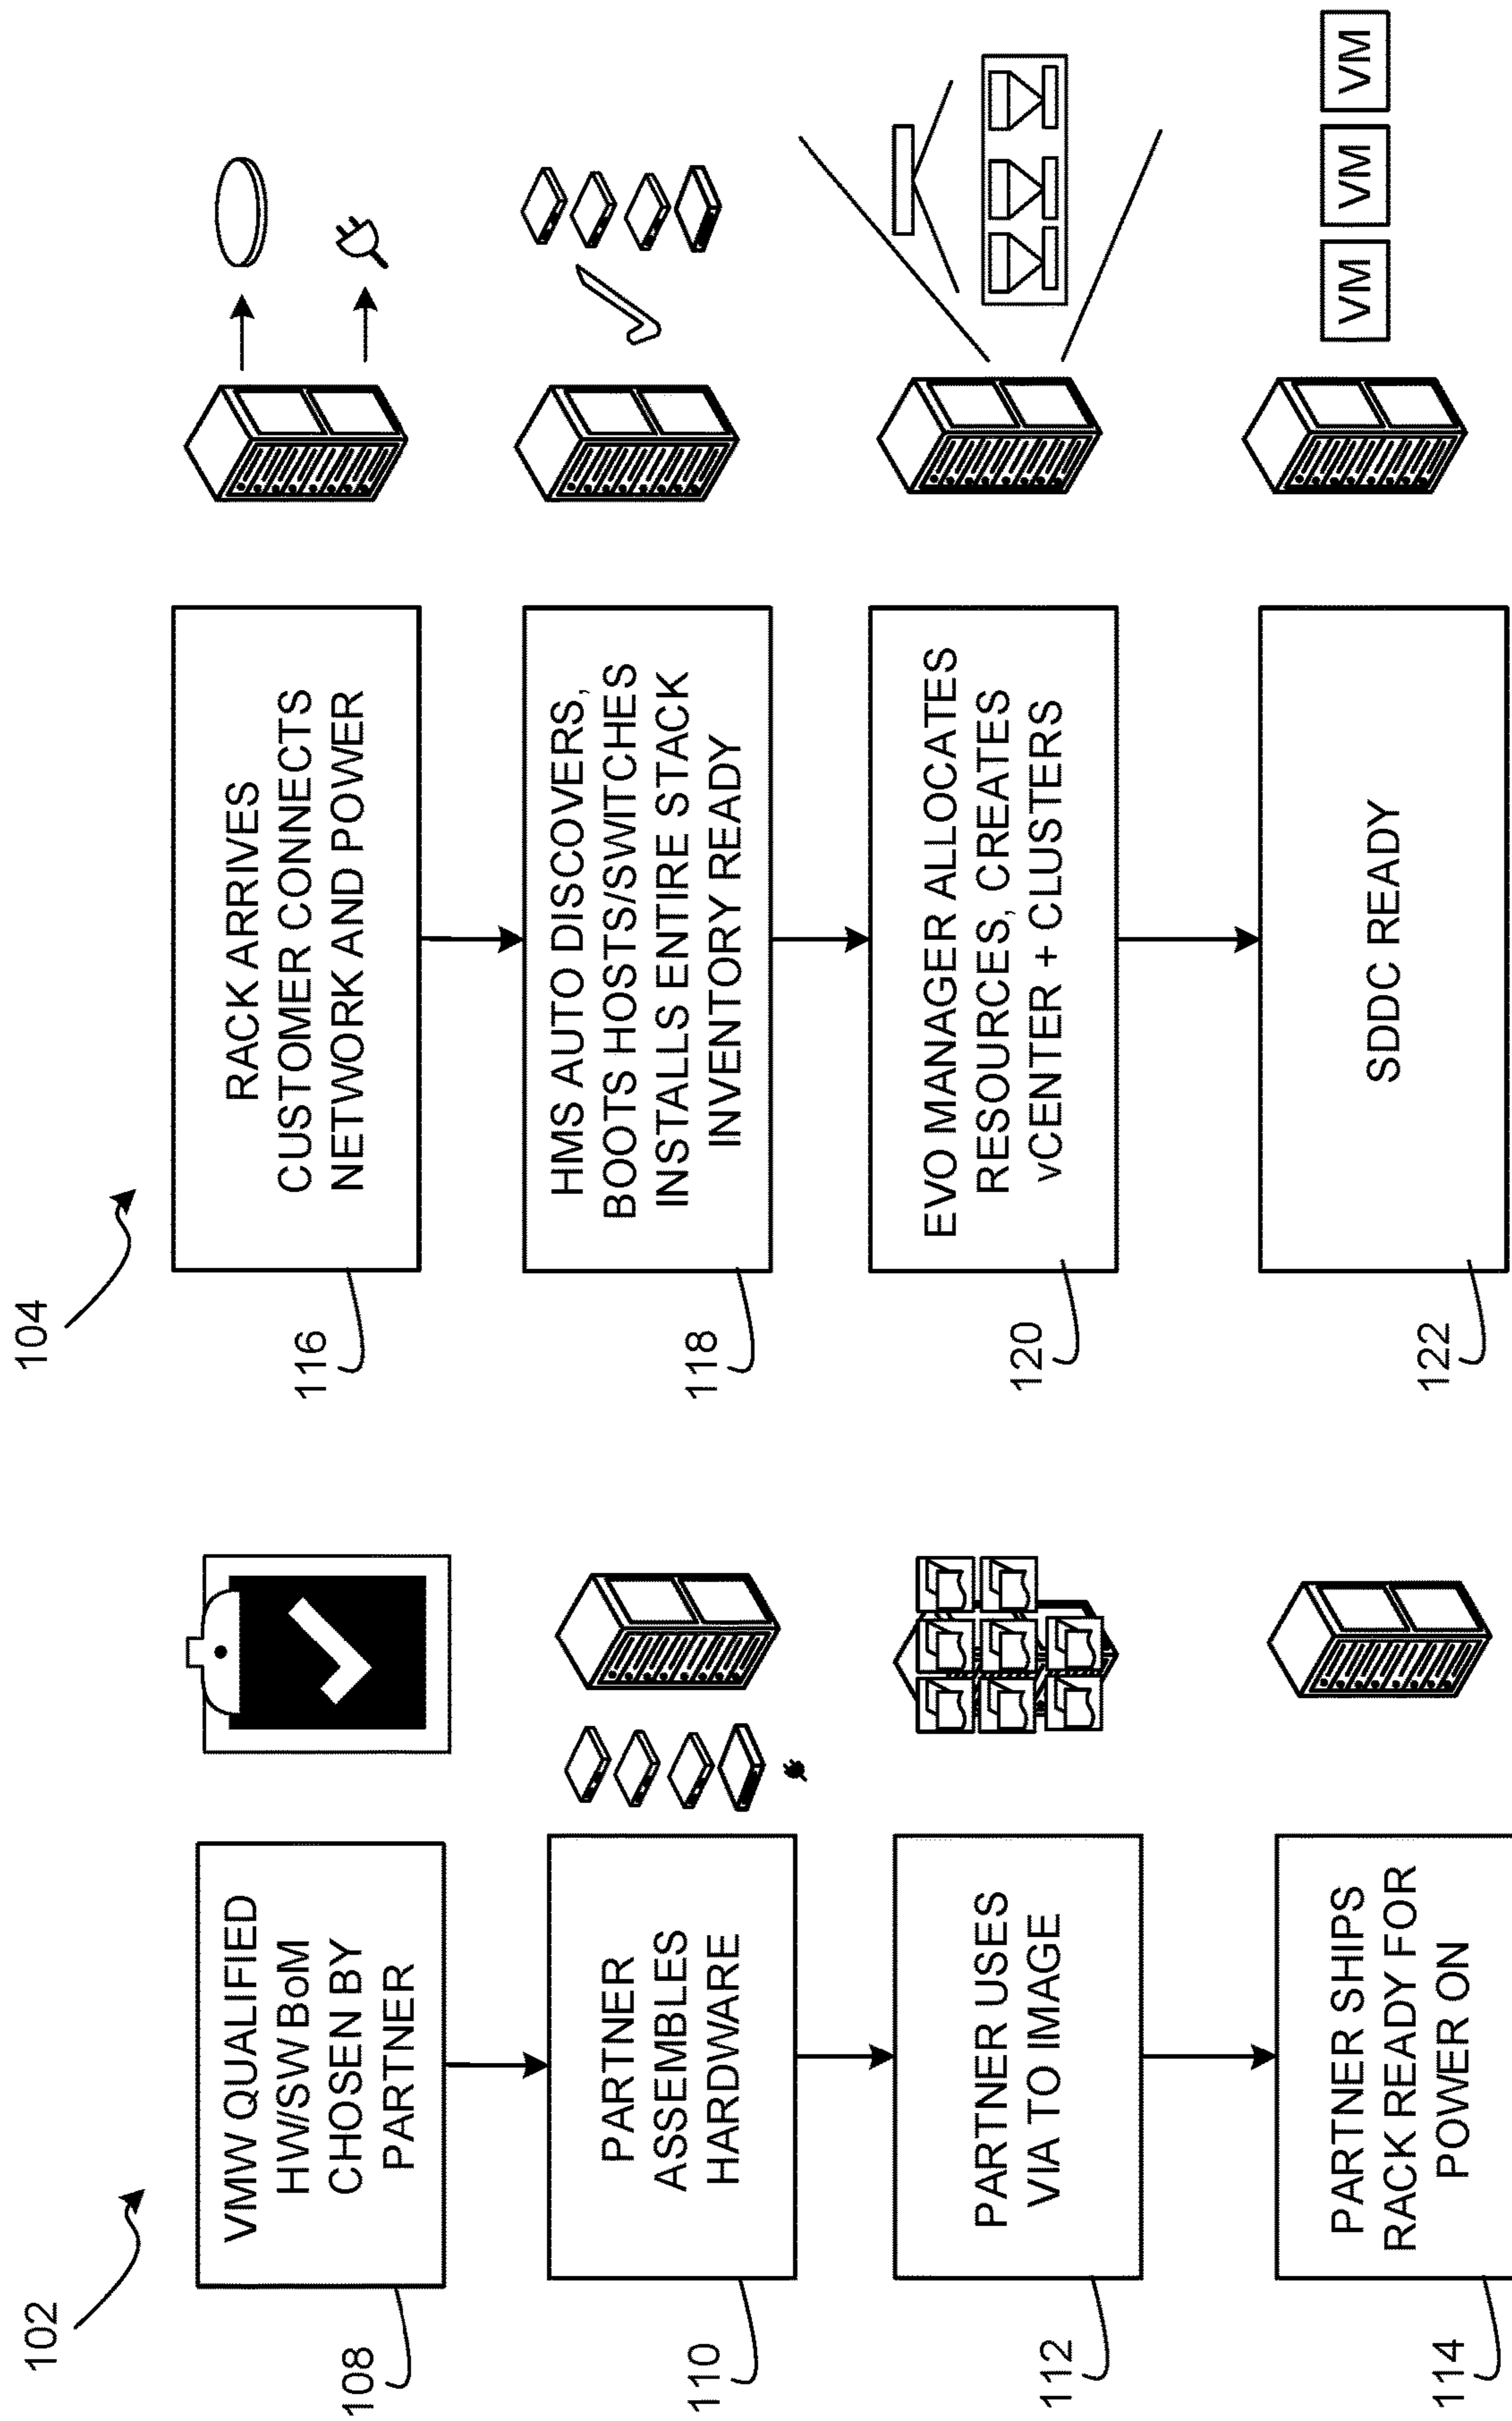 102
108
VMW QUALIFIED
HW/SW BoM
CHOSEN BY
PARTNER
110
PARTNER
ASSEMBLES
HARDWARE
112
PARTNER USES
VIA TO IMAGE
114
PARTNER SHIPS
RACK READY FOR
POWER ON
104
116
RACK ARRIVES
CUSTOMER CONNECTS
NETWORK AND POWER
118
HMS AUTO DISCOVERS,
BOOTS HOSTS/SWITCHES
INSTALLS ENTIRE STACK
INVENTORY READY
120
EVO MANAGER ALLOCATES
RESOURCES, CREATES
vCENTER + CLUSTERS
122
SDDC READY
VM VM VM